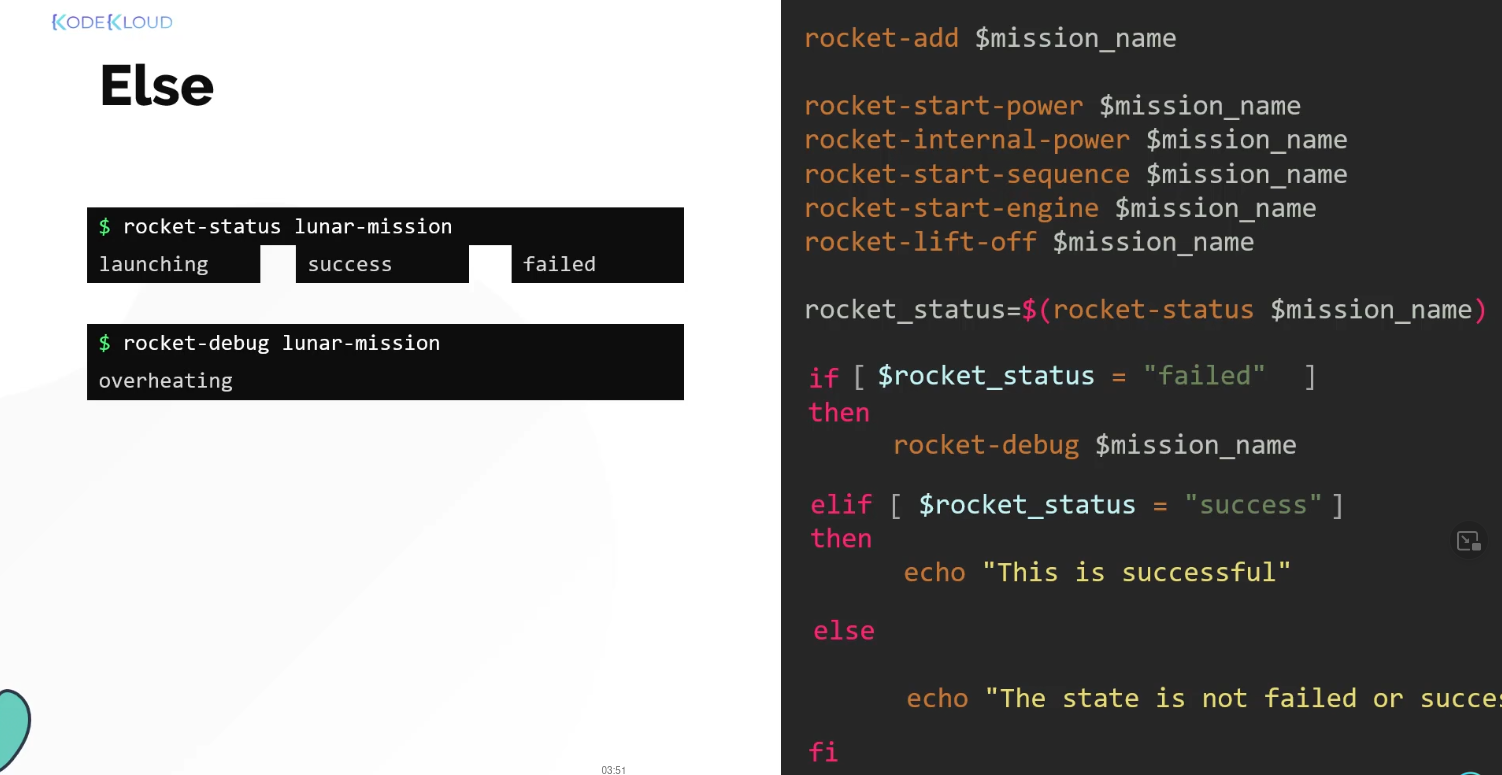 {KODE{KLOUD
Else
$ rocket-status lunar-mission
launching success failed
$ rocket-debug lunar-mission
overheating
03:51
rocket-add $mission_name
rocket-start-power $mission_name
rocket-internal-power $mission_name
rocket-start-sequence $mission_name
rocket-start-engine $mission_name
rocket-lift-off $mission_name
rocket_status=$(rocket-status $mission_name)
if [ $rocket_status = "failed" ]
then
rocket-debug $mission_name
elif [ $rocket_status = "success" ]
then
echo "This is successful"
else
echo "The state is not failed or
fi